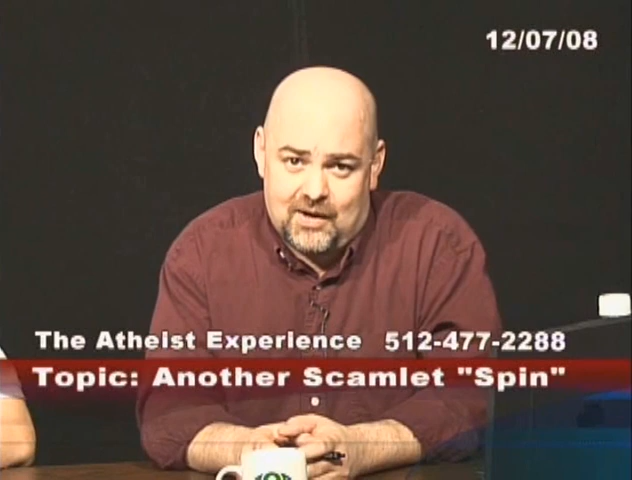 12/07/08
The Atheist Experience 512-477-2288
Topic: Another Scamlet "Spin"